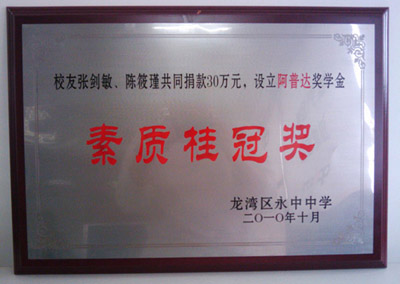 校友张剑敏、陈筱瑾共同捐款30万元，设立阿普达奖学金
素质桂冠奖
龙湾区永中中学
二〇一〇年十月